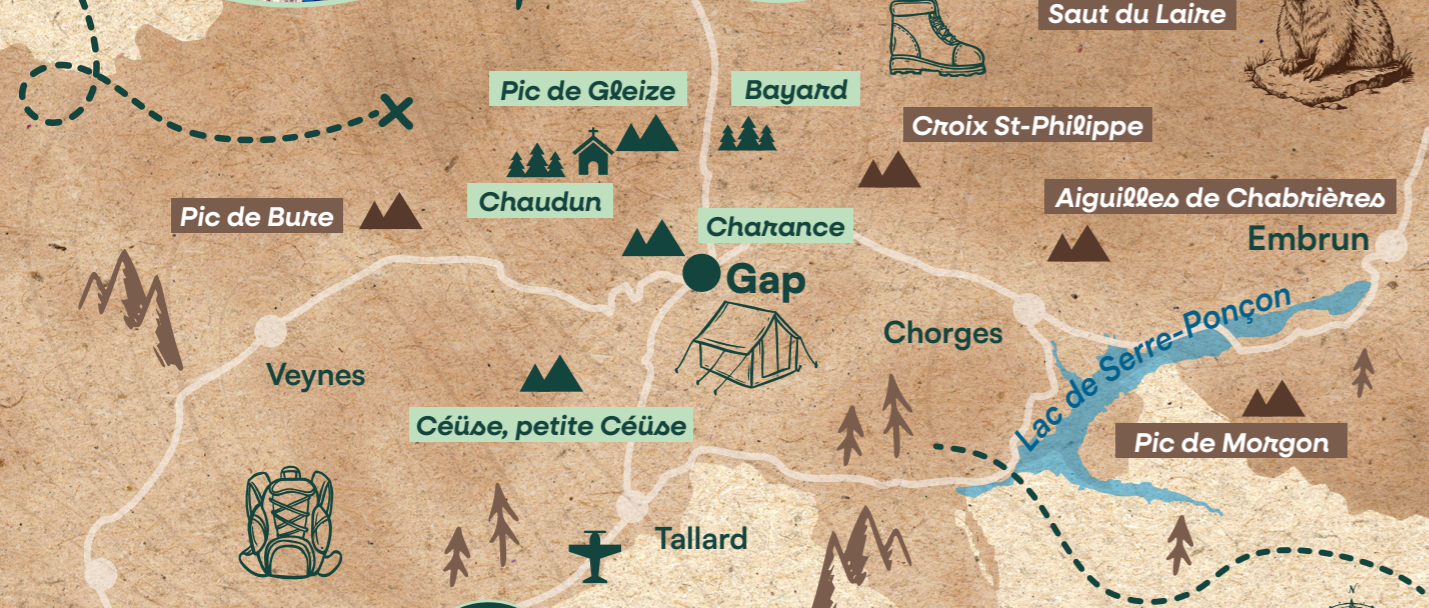 Saut du Laire
Pic de Gleize
Bayard
Croix St-Philippe
Chaudun
Pic de Bure
Aiguilles de Chabrières
Charance
Embrun
Gap
Lac de Serre-Ponçon
Chorges
Veynes
Céüse, petite Céüse
Pic de Morgon
Tallard
N